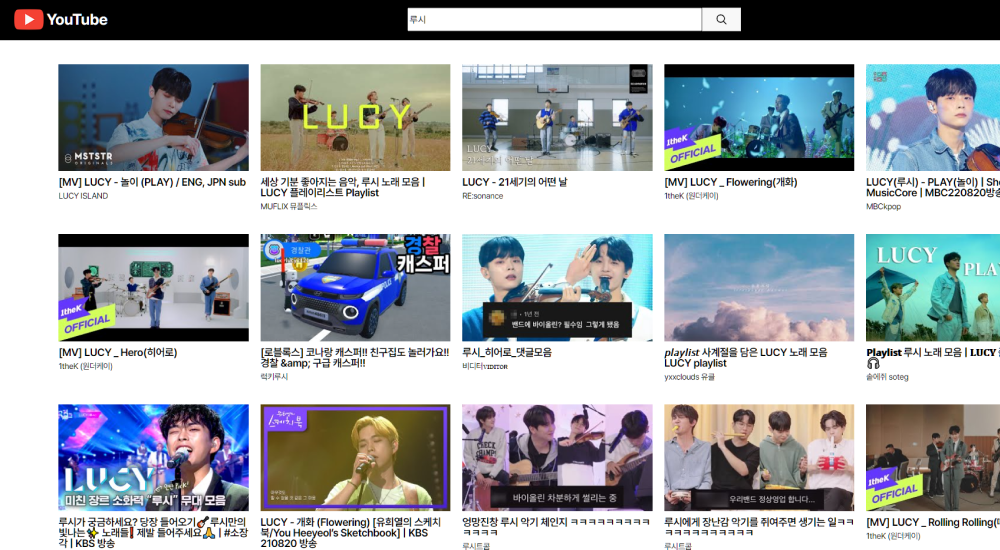 YouTube
루시
MSTSTR
ORIGINALS
LUCY
LUCY
1theK
OFFICIAL
[MV] LUCY - 놀이 (PLAY) / ENG, JPN sub
LUCY ISLAND
세상 기분 좋아지는 음악, 루시 노래 모음 |
LUCY 플레이리스트 Playlist
MUFLIX 뮤플릭스
LUCY - 21세기의 어떤 날
RE:sonance
[MV] LUCY _ Flowering(개화)
1theK (원더케이)
LUCY(루시) - PLAY(놀이) | Sho
MusicCore | MBC220820방송
MBCkpop
1theK
OFFICIAL
경찰관
경찰
캐스퍼
1년 전
밴드에 바이올린? 필수임 그렇게 됐음
LUCY
PLA
[MV] LUCY _ Hero(히어로)
1theK (원더케이)
[로블록스] 코나랑 캐스퍼!! 친구집도 놀러가요!!
경찰 &amp; 구급 캐스퍼!!
럭키루시
루시_히어로_댓글모음
비디터VIDITOR
playlist 사계절을 담은 LUCY 노래 모음
LUCY playlist
yxxclouds 유클
Playlist 루시 노래 모음 | LUCY
솔에쥐 soteg
LUCY
미친 장르 소화력 "루시" 무대 모음
스케치북
바이올린 차분하게 썰리는 중
우리밴드 정상영업 합니다...
1theK
OFFICIAL
루시가 궁금하세요? 당장 들어오기🎸루시만의
빛나는✨ 노래들❗ 제발 들어주세요🙏 | #소장
각 | KBS 방송
LUCY - 개화 (Flowering) [유희열의 스케치
북/You Heeyeol's Sketchbook] | KBS
210820 방송
엉망진창 루시 악기 체인지 ㅋㅋㅋㅋㅋㅋㅋㅋㅋㅋ
ㅋㅋㅋㅋㅋ
루시트콤
루시에게 장난감 악기를 쥐여주면 생기는 일ㅋㅋ
ㅋㅋㅋㅋㅋㅋㅋㅋㅋㅋ
루시트콤
[MV] LUCY _ Rolling Rolling(
1theK (원더케이)